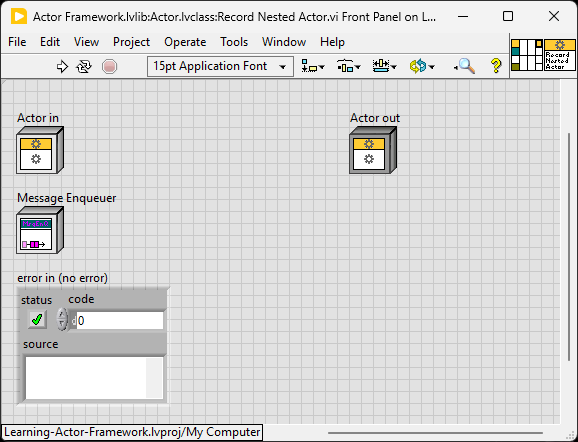 Actor Framework.lvlib:Actor.lvclass:Record Nested Actor.vi Front Panel on L...
File Edit View Project Operate Tools Window Help
15pt Application Font
Record
Nested
Actor
Actor in
Actor out
Message Enqueuer
error in (no error)
status code
0
source
Learning-Actor-Framework.lvproj/My Computer